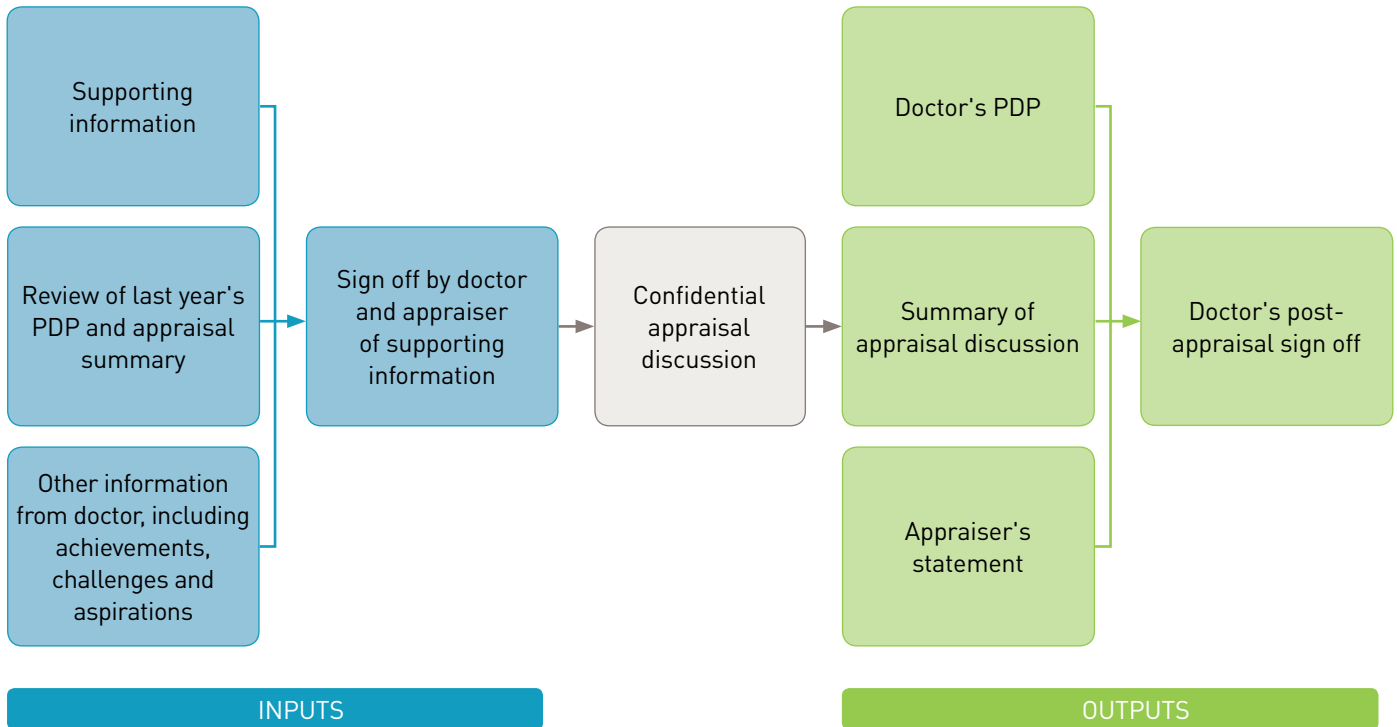 Supporting
information
Review of last year's
PDP and appraisal
summary
Other information
from doctor, including
achievements,
challenges and
aspirations
Sign off by doctor
and appraiser
of supporting
information
Confidential
appraisal
discussion
Doctor's PDP
Summary of
appraisal discussion
Appraiser's
statement
Doctor's post-
appraisal sign off
INPUTS
OUTPUTS